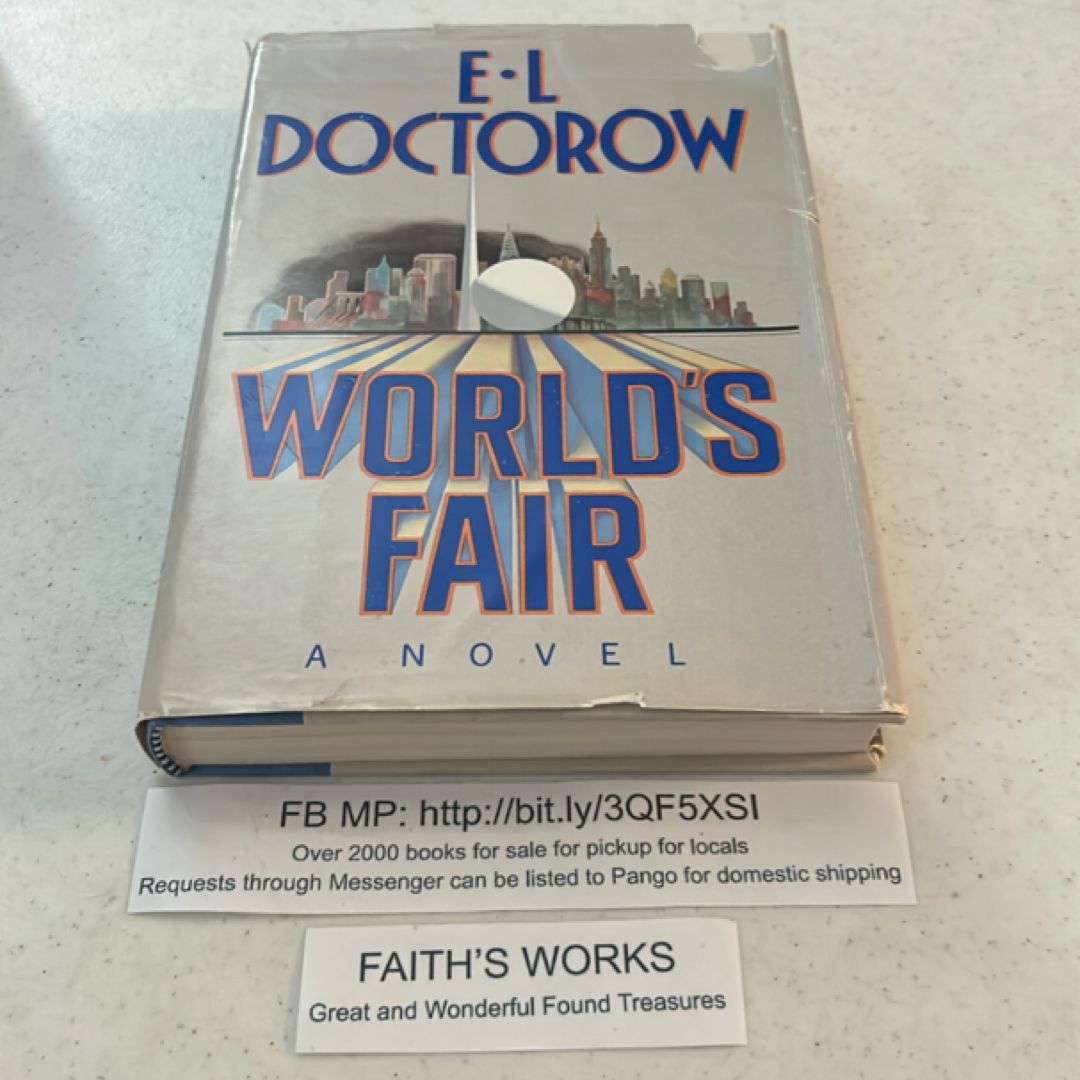 E·L
DOCTOROW
WORLD'S
FAIR
A NOVEL
FB MP: http://bit.ly/3QF5XSI
Over 2000 books for sale for pickup for locals
Requests through Messenger can be listed to Pango for domestic shipping
FAITH'S WORKS
Great and Wonderful Found Treasures